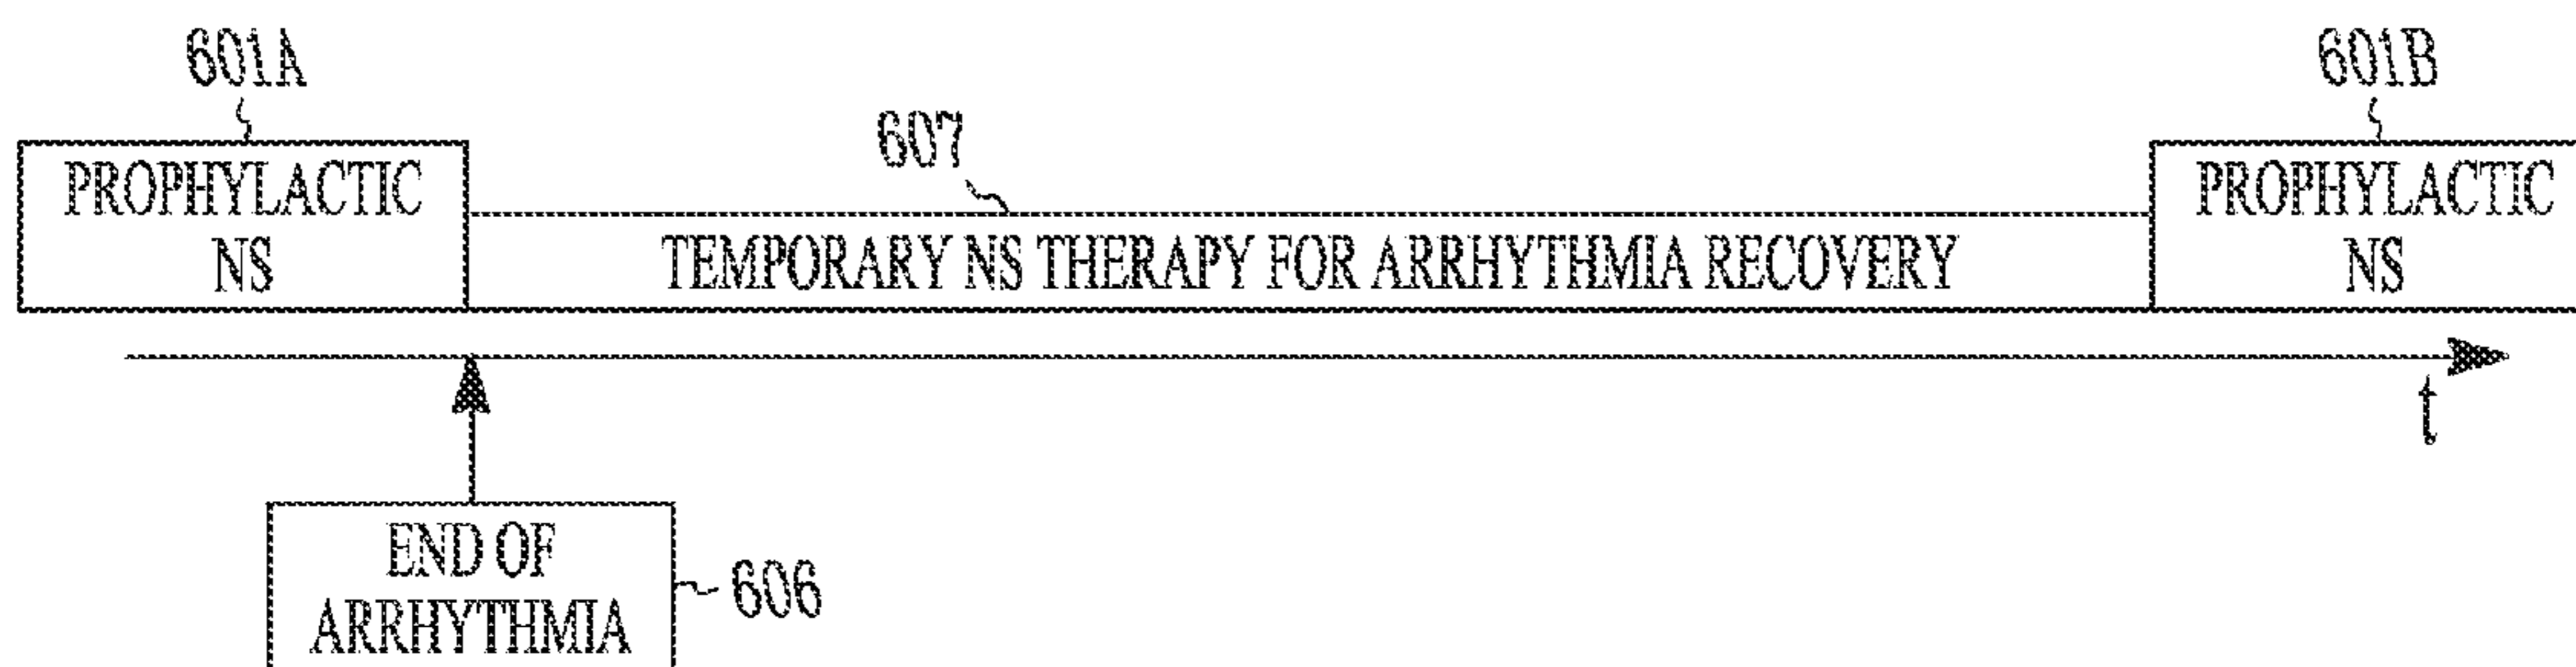 601A
601B
607
PROPHYLACTIC
NS
TEMPORARY NS THERAPY FOR ARRHYTHMIA RECOVERY
PROPHYLACTIC
NS
t
END OF
ARRHYTHMIA
606